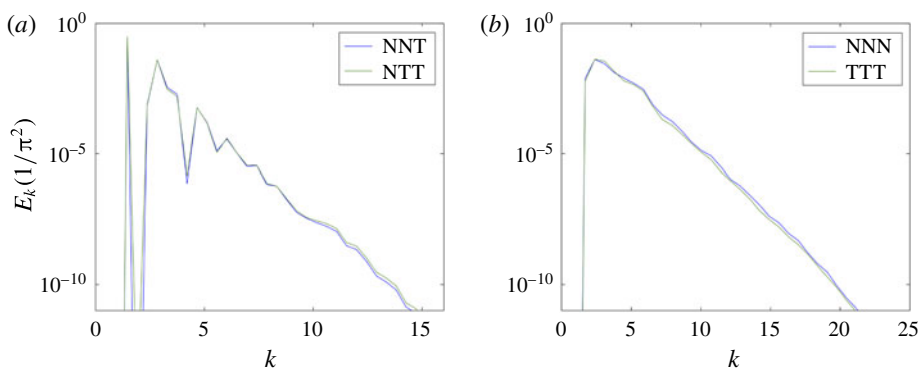 (a)
10^0
NNT
NTT
10^{-5}
10^{-10}
E_k(1/π^2)
0 5 10 15
k
(b)
10^0
NNN
TTT
10^{-5}
10^{-10}
0 5 10 15 20 25
k